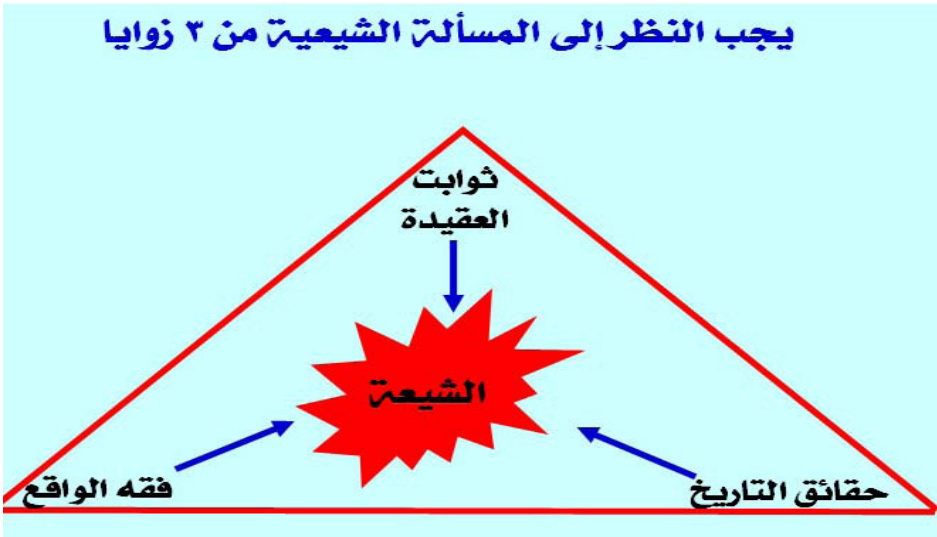 يجب النظر إلى المسألة الشيعية من ٣ زوايا
ثوابت
العقيدة
الشيعة
حقائق التاريخ
فقه الواقع